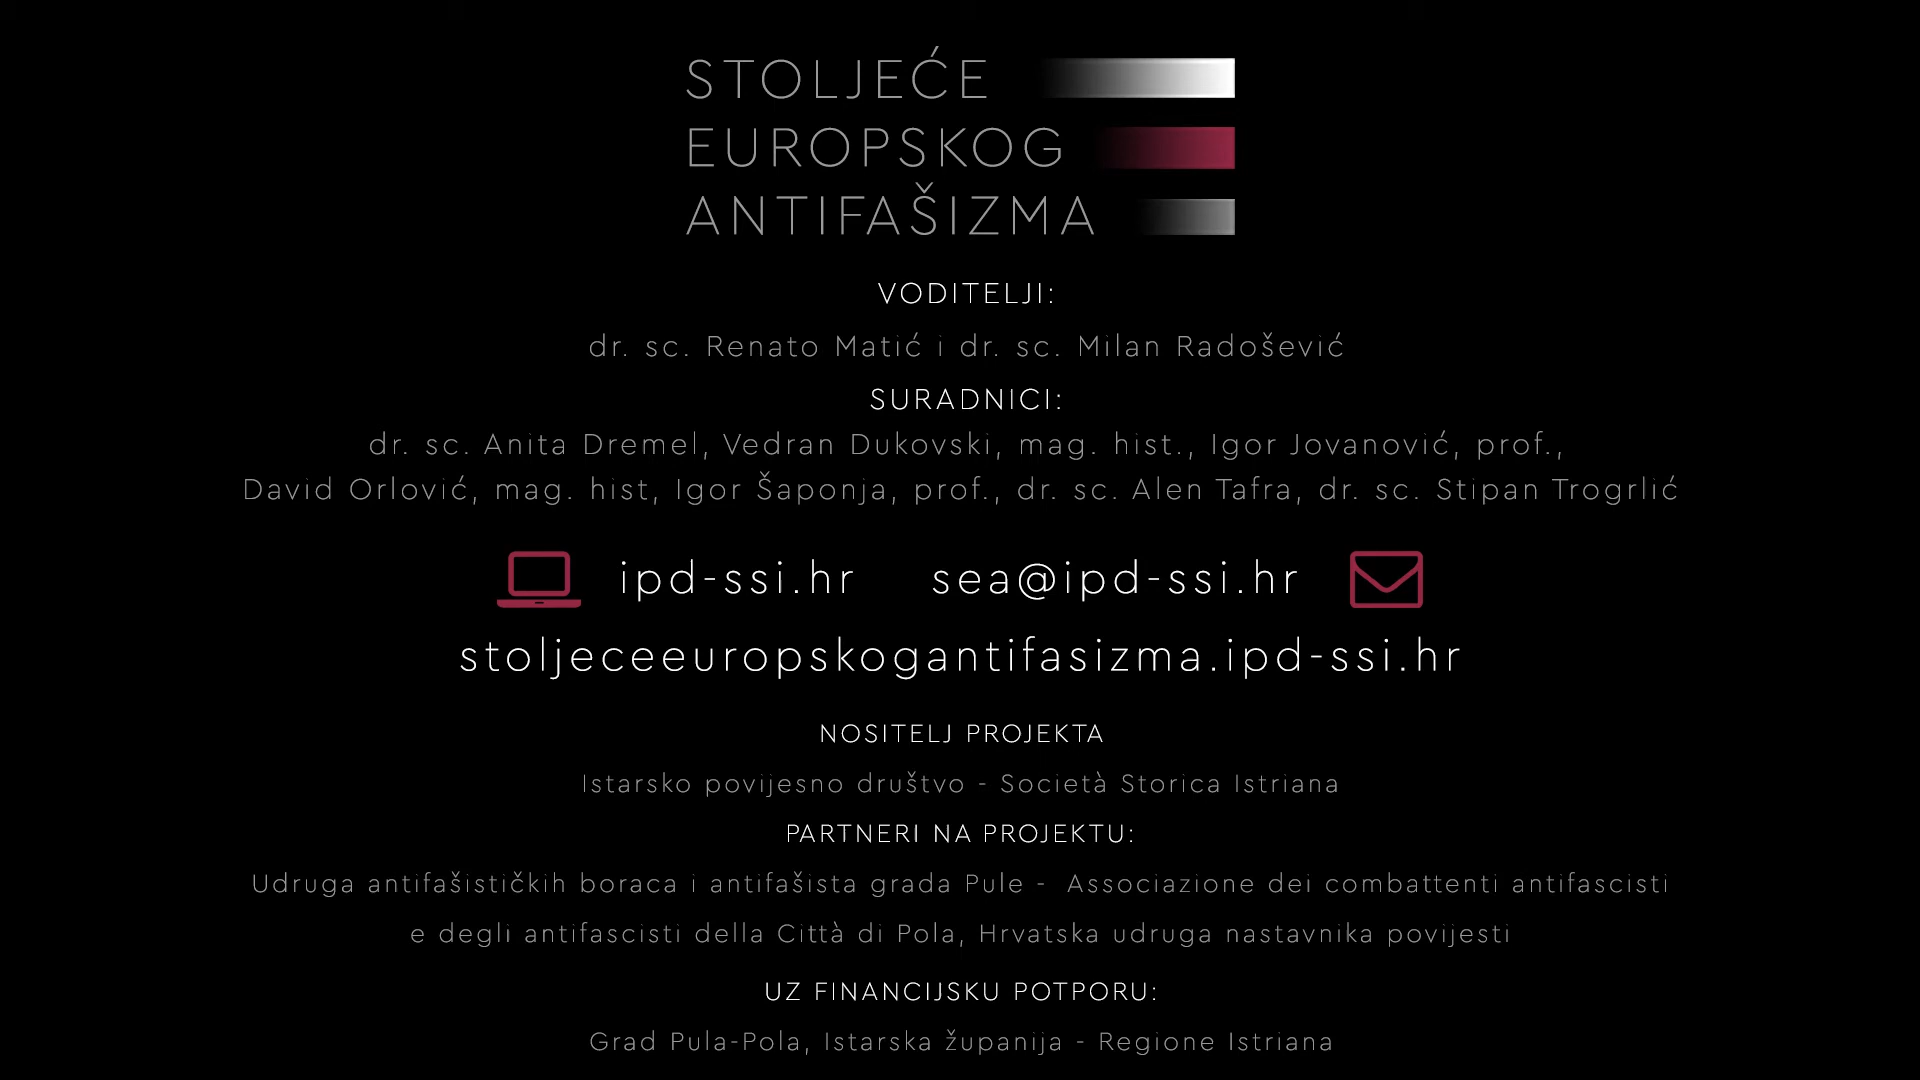 STOLJEĆE
EUROPSKOG
ANTIFAŠIZMA
VODITELJI:
dr. sc. Renato Matić i dr. sc. Milan Radošević
SURADNICI:
dr. sc. Anita Dremel, Vedran Dukovski, mag. hist., Igor Jovanović, prof.,
David Orlović, mag. hist, Igor Šaponja, prof., dr. sc. Alen Tafra, dr. sc. Stipan Trogrlić
ipd-ssi.hr sea@ipd-ssi.hr
stoljeceeuropskogantifasizma.ipd-ssi.hr
NOSITELJ PROJEKTA
Istarsko povijesno društvo - Società Storica Istriana
PARTNERI NA PROJEKTU:
Udruga antifašističkih boraca i antifašista grada Pule - Associazione dei combattenti antifascisti
e degli antifascisti della Città di Pola, Hrvatska udruga nastavnika povijesti
UZ FINANCIJSKU POTPORU:
Grad Pula-Pola, Istarska županija - Regione Istriana